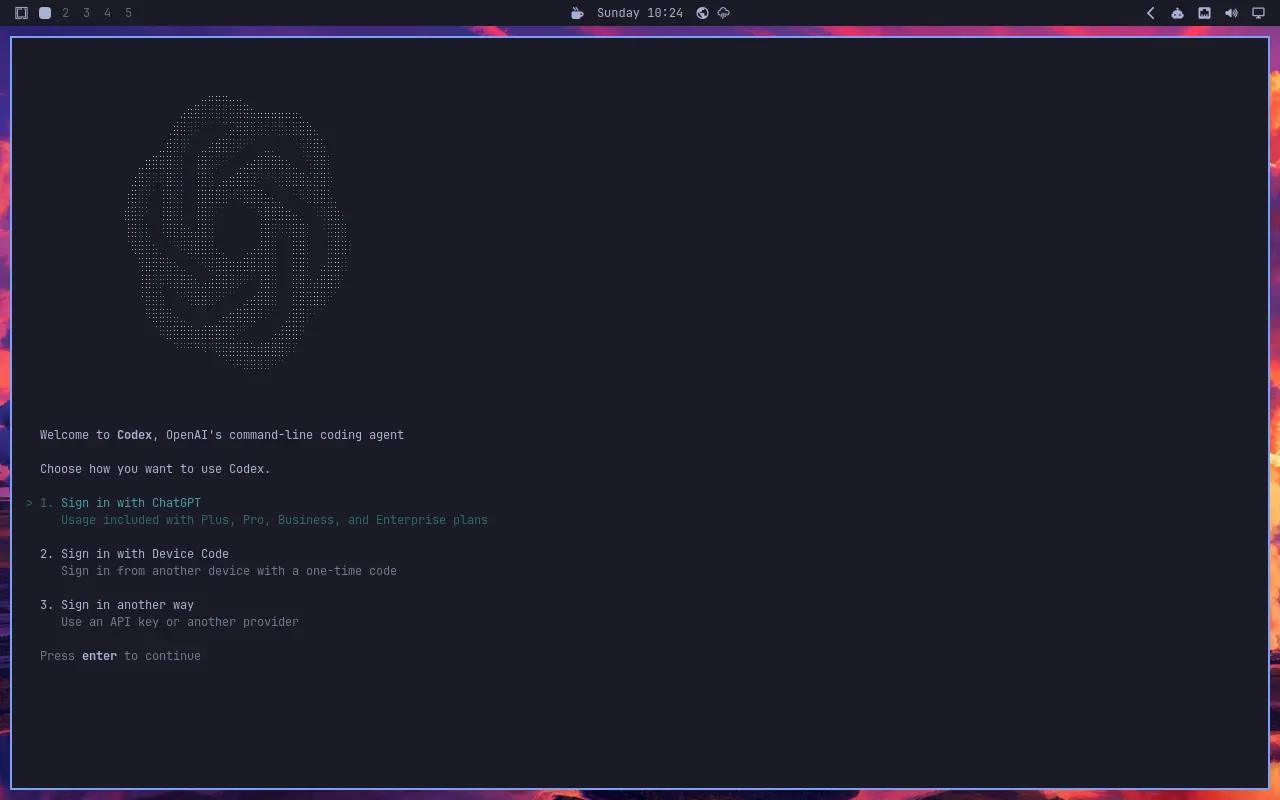 2 3 4 5 Sunday 10:24
Welcome to Codex, OpenAI's command-line coding agent
Choose how you want to use Codex.
> 1. Sign in with ChatGPT
Usage included with Plus, Pro, Business, and Enterprise plans
2. Sign in with Device Code
Sign in from another device with a one-time code
3. Sign in another way
Use an API key or another provider
Press enter to continue